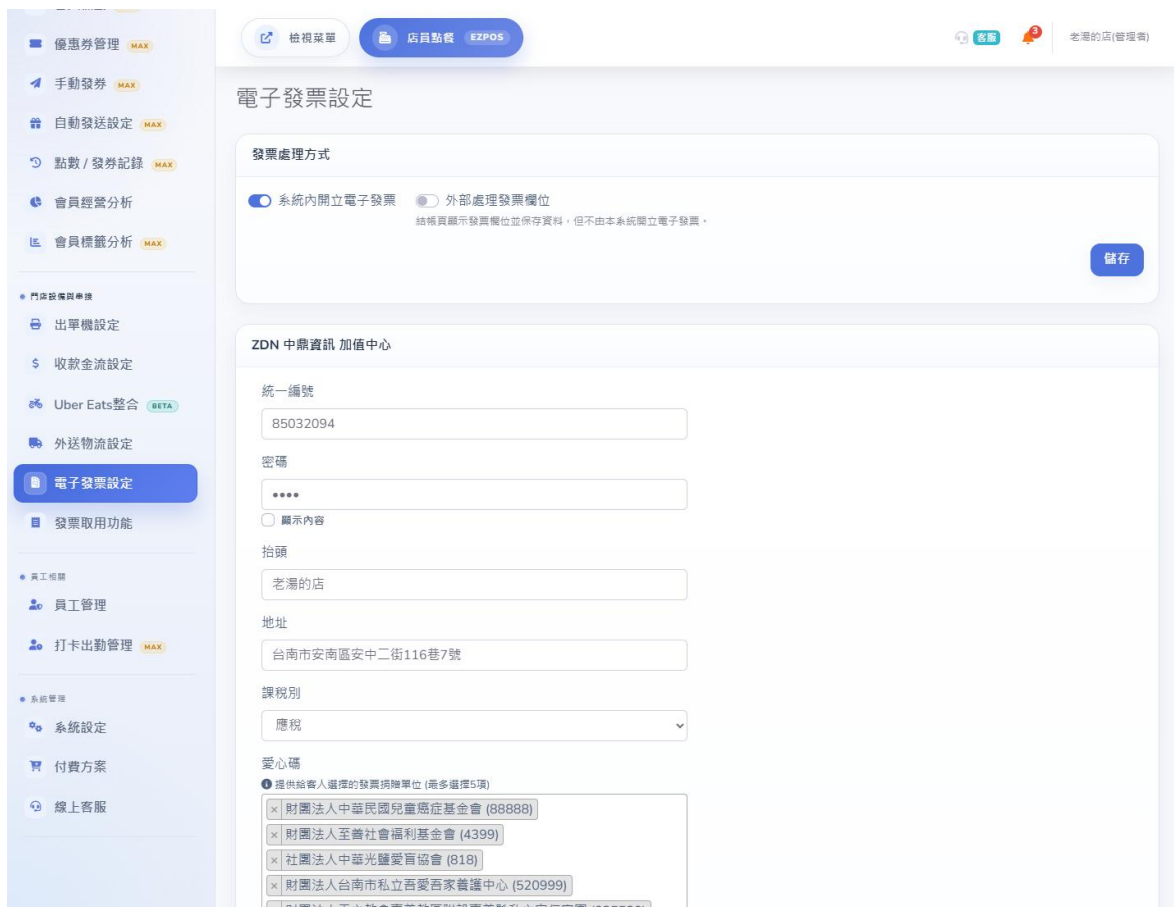 優惠券管理 MAX
手動發券 MAX
自動發送設定 MAX
點數 / 發券記錄 MAX
會員經營分析
會員標籤分析 MAX
門店設備與串接
出單機設定
收款金流設定
Uber Eats整合 BETA
外送物流設定
電子發票設定
發票取用功能
員工相關
員工管理
打卡出勤管理 MAX
系統管理
系統設定
付費方案
線上客服
檢視菜單
店員點餐 EZPOS
客服
3
老湯的店(管理者)
電子發票設定
發票處理方式
系統內開立電子發票
外部處理發票欄位
結帳頁顯示發票欄位並保存資料，但不由本系統開立電子發票。
儲存
ZDN 中鼎資訊 加值中心
統一編號
85032094
密碼
••••
顯示內容
抬頭
老湯的店
地址
台南市安南區安中二街116巷7號
課稅別
應稅
愛心碼
提供給客人選擇的發票捐贈單位 (最多選擇5項)
× 財團法人中華民國兒童癌症基金會 (88888)
× 財團法人至善社會福利基金會 (4399)
× 社團法人中華光鹽愛盲協會 (818)
× 財團法人台南市私立吾愛吾家養護中心 (520999)